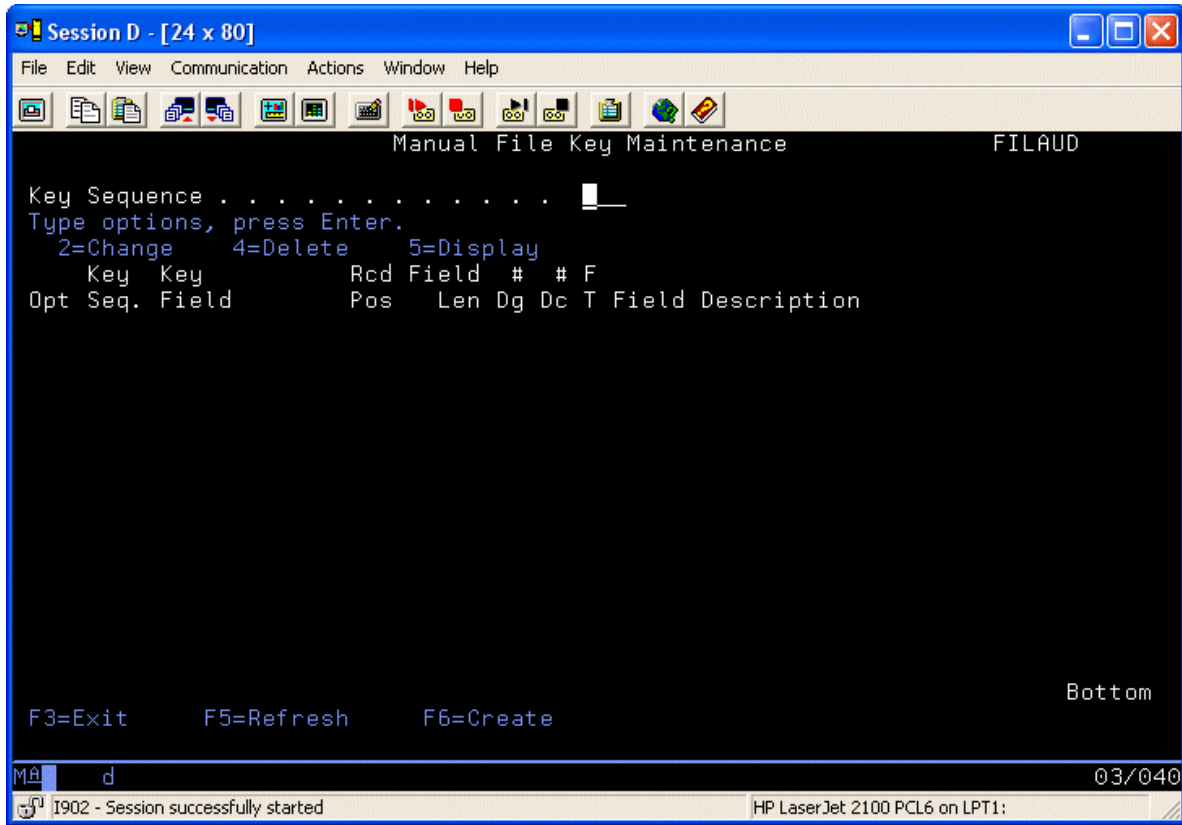 Session D - [24 x 80]
File Edit View Communication Actions Window Help
Manual File Key Maintenance FILAUD
Key Sequence . . . . . . . . . . . .
Type options, press Enter.
2=Change 4=Delete 5=Display
Key Key Rcd Field # # F
Opt Seq. Field Pos Len Dg Dc T Field Description
Bottom
F3=Exit F5=Refresh F6=Create
MA d 03/040
I902 - Session successfully started HP LaserJet 2100 PCL6 on LPT1: